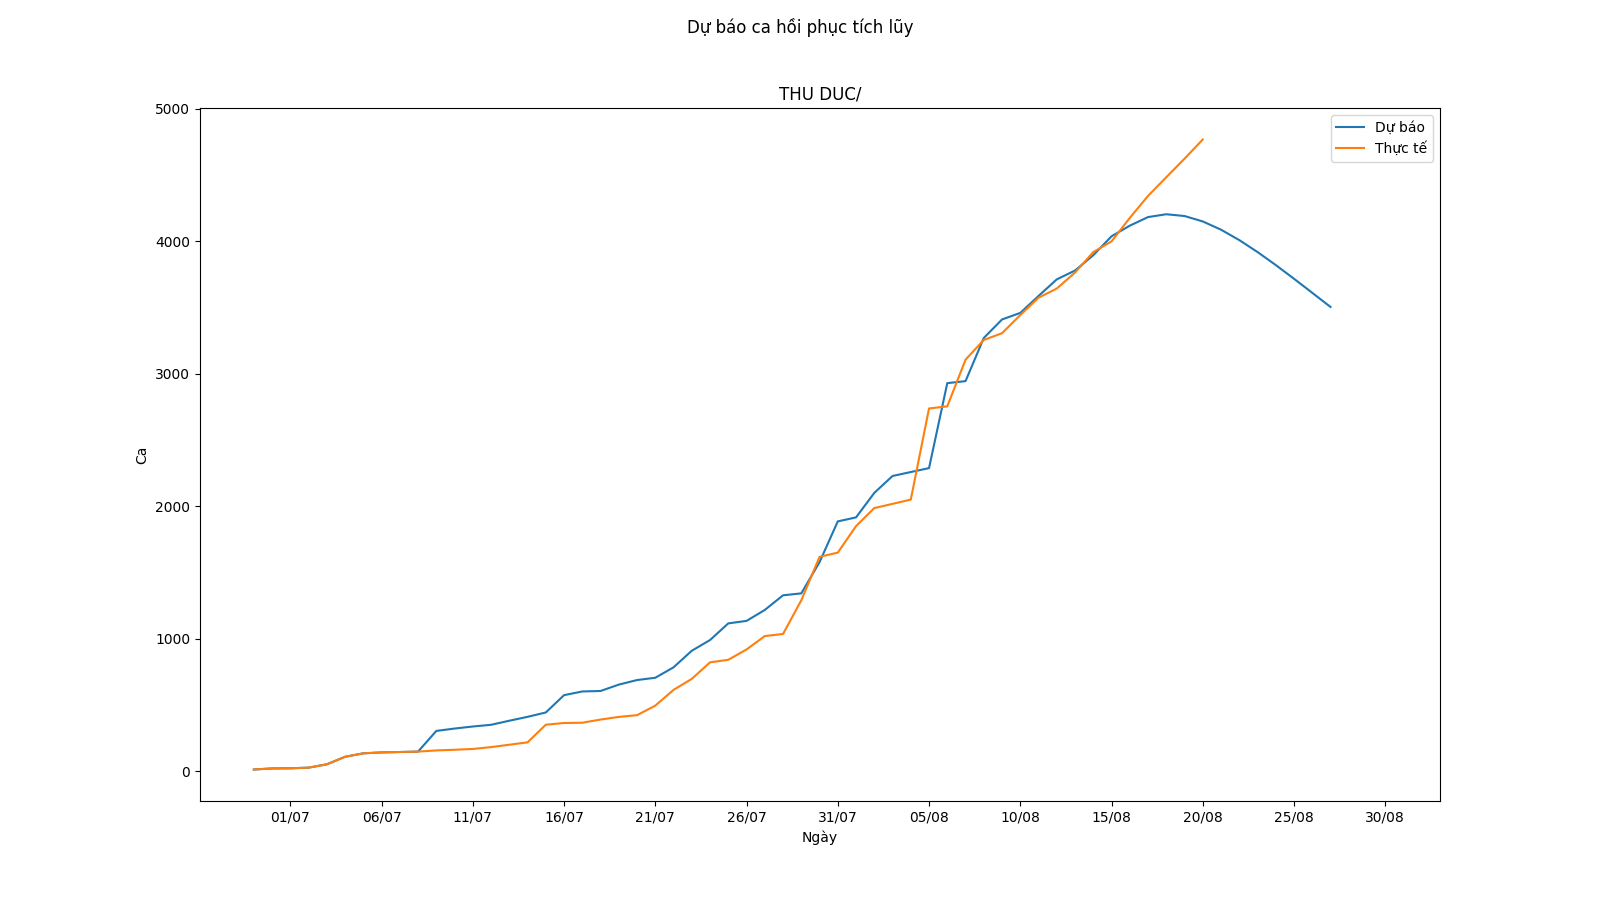 Dự báo ca hồi phục tích lũy
THU DUC/
5000
4000
3000
2000
1000
0
Ca
Dự báo
Thực tế
01/07 06/07 11/07 16/07 21/07 26/07 31/07 05/08 10/08 15/08 20/08 25/08 30/08
Ngày